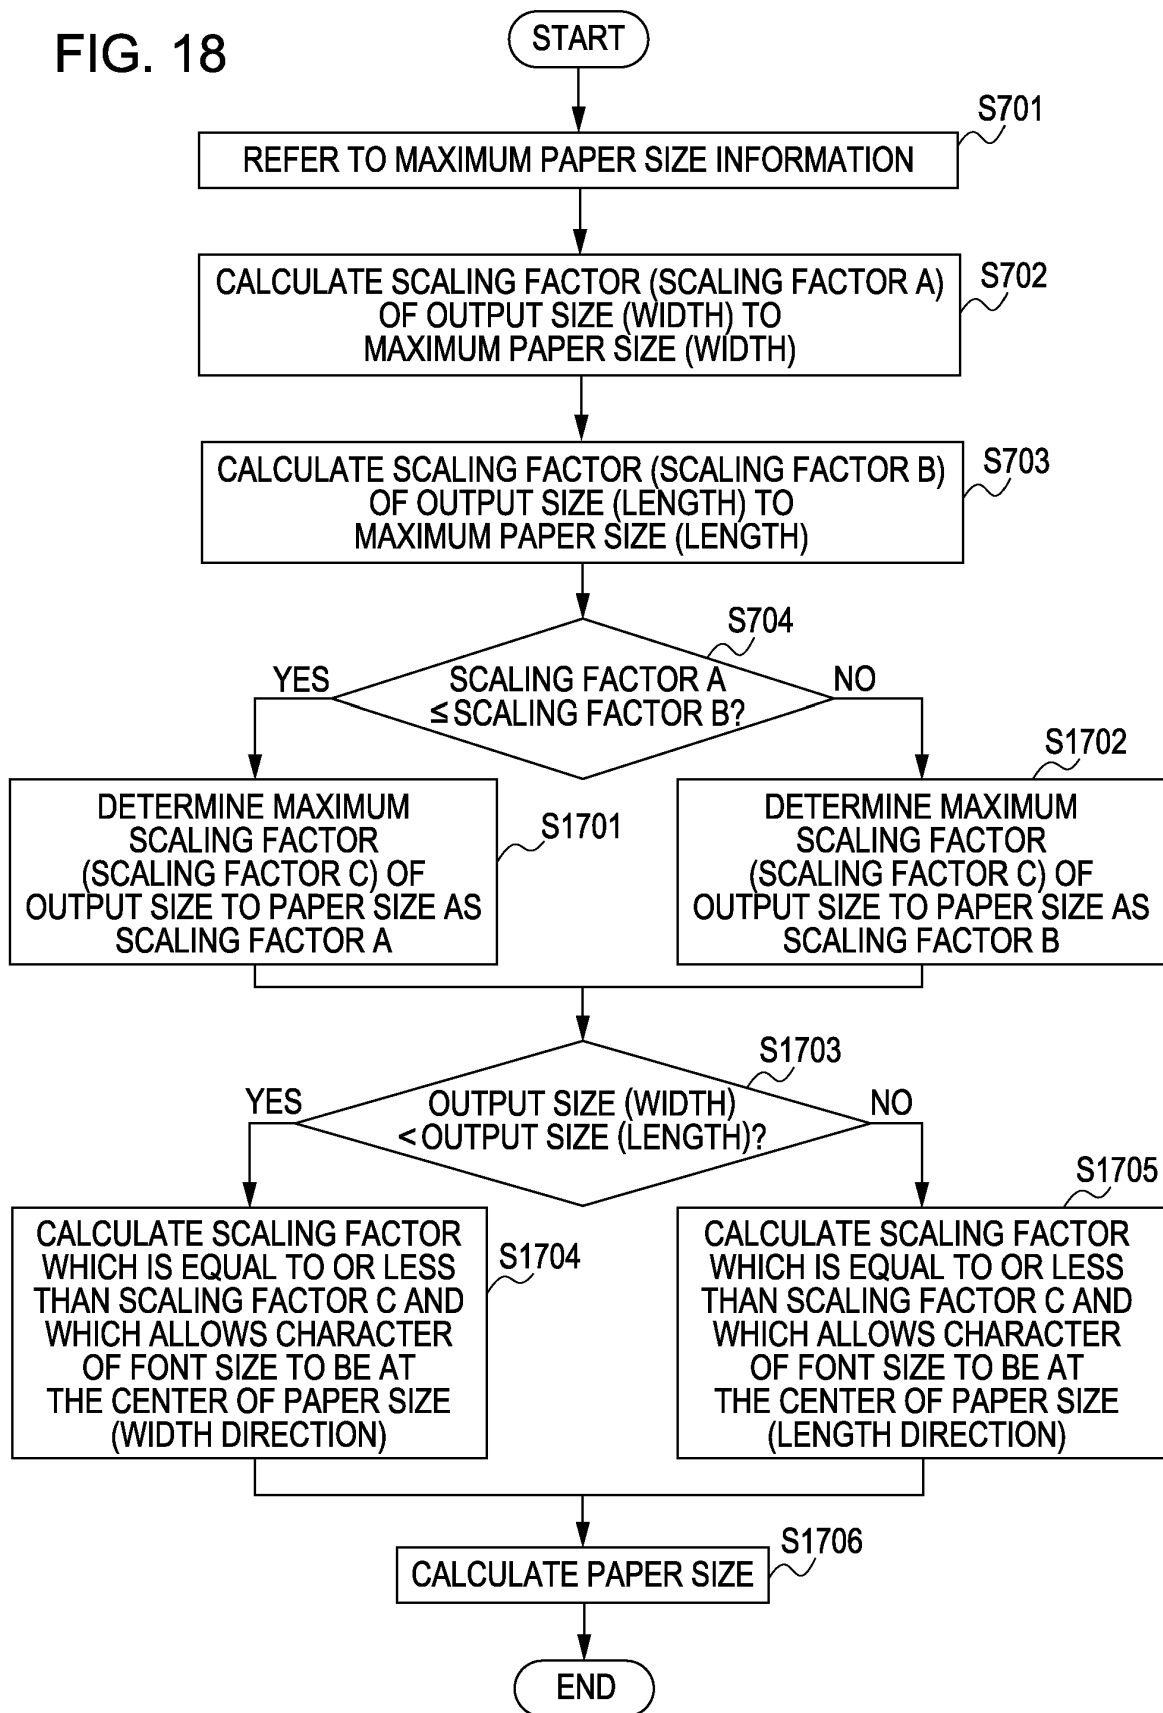 FIG. 18
START
S701
REFER TO MAXIMUM PAPER SIZE INFORMATION
S702
CALCULATE SCALING FACTOR (SCALING FACTOR A)
OF OUTPUT SIZE (WIDTH) TO
MAXIMUM PAPER SIZE (WIDTH)
S703
CALCULATE SCALING FACTOR (SCALING FACTOR B)
OF OUTPUT SIZE (LENGTH) TO
MAXIMUM PAPER SIZE (LENGTH)
S704
SCALING FACTOR A
≤ SCALING FACTOR B?
YES
NO
S1701
DETERMINE MAXIMUM
SCALING FACTOR
(SCALING FACTOR C) OF
OUTPUT SIZE TO PAPER SIZE AS
SCALING FACTOR A
S1702
DETERMINE MAXIMUM
SCALING FACTOR
(SCALING FACTOR C) OF
OUTPUT SIZE TO PAPER SIZE AS
SCALING FACTOR B
S1703
OUTPUT SIZE (WIDTH)
< OUTPUT SIZE (LENGTH)?
YES
NO
S1704
CALCULATE SCALING FACTOR
WHICH IS EQUAL TO OR LESS
THAN SCALING FACTOR C AND
WHICH ALLOWS CHARACTER
OF FONT SIZE TO BE AT
THE CENTER OF PAPER SIZE
(WIDTH DIRECTION)
S1705
CALCULATE SCALING FACTOR
WHICH IS EQUAL TO OR LESS
THAN SCALING FACTOR C AND
WHICH ALLOWS CHARACTER
OF FONT SIZE TO BE AT
THE CENTER OF PAPER SIZE
(LENGTH DIRECTION)
S1706
CALCULATE PAPER SIZE
END